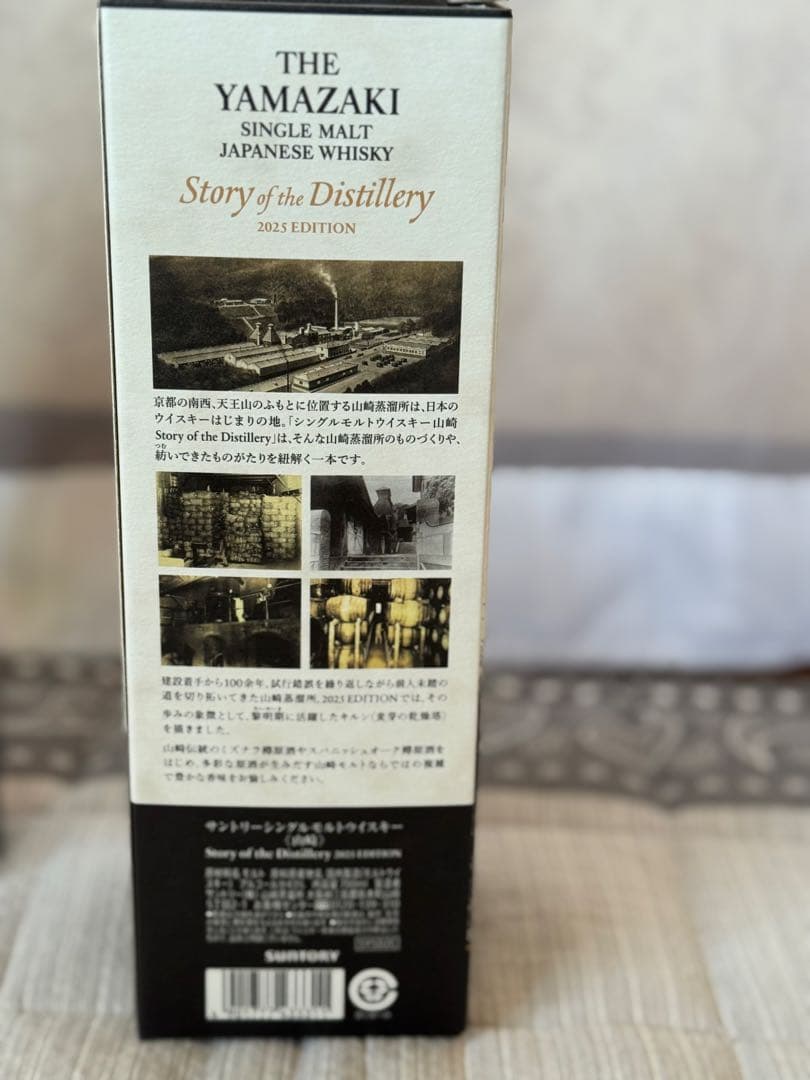 THE
YAMAZAKI
SINGLE MALT
JAPANESE WHISKY
Story of the Distillery
2025 EDITION
京都の南西、天王山のふもとに位置する山崎蒸溜所は、日本の
ウイスキーはじまりの地。「シングルモルトウイスキー山崎
Story of the Distillery」は、そんな山崎蒸溜所のものづくりや、
つむ
紡いできたものがたりを紐解く一本です。
建設着手から100余年、試行錯誤を繰り返しながら前人未踏の
道を切り拓いてきた山崎蒸溜所。2025 EDITIONでは、その
歩みの象徴として、黎明期に活躍したキルン（麦芽の乾燥塔）
を描きました。
山崎伝統のミズナラ樽原酒やスパニッシュオーク樽原酒を
はじめ、多彩な原酒が生みだす山崎モルトならではの複雑
で豊かな香味をお愉しみください。
サントリーシングルモルトウイスキー
〈山崎〉
Story of the Distillery 2025 EDITION
SUNTORY